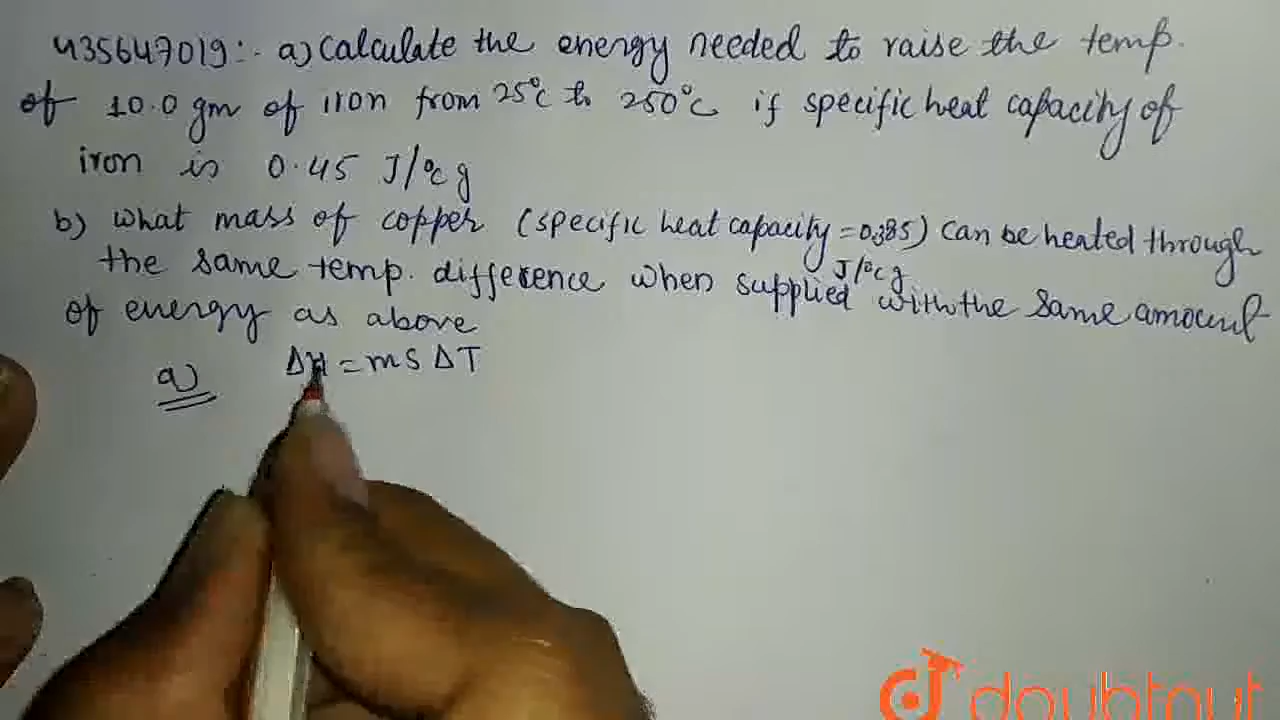 435647019:- a) Calculate the energy needed to raise the temp.
of 10.0 gm of iron from 25°C to 250°C if specific heat capacity of
iron is 0.45 J/°C g
b) What mass of copper (specific heat capacity = 0.385) can be heated through
J/°C g
the same temp. difference when supplied with the same amount
of energy as above
a) ΔH = m S Δ T
doubtnut